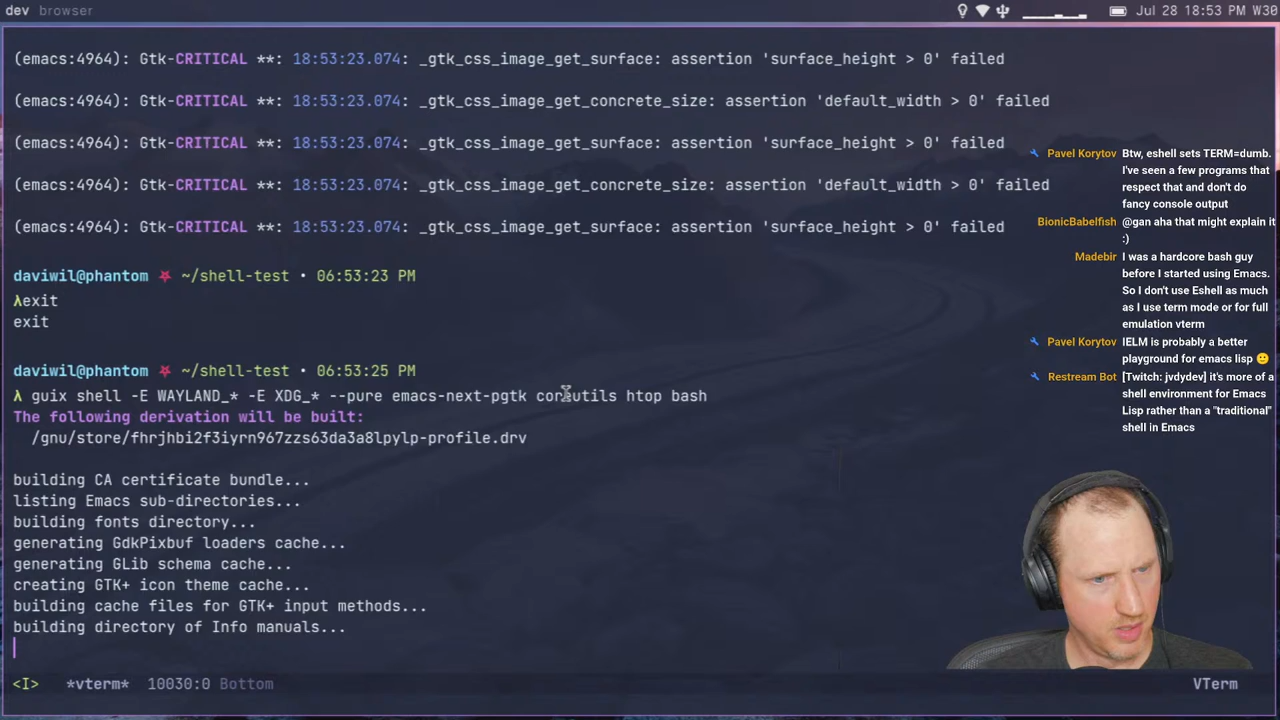 dev browser Jul 28 18:53 PM W30
(emacs:4964): Gtk-CRITICAL **: 18:53:23.074: _gtk_css_image_get_surface: assertion 'surface_height > 0' failed
(emacs:4964): Gtk-CRITICAL **: 18:53:23.074: _gtk_css_image_get_concrete_size: assertion 'default_width > 0' failed
(emacs:4964): Gtk-CRITICAL **: 18:53:23.074: _gtk_css_image_get_surface: assertion 'surface_height > 0' failed
(emacs:4964): Gtk-CRITICAL **: 18:53:23.074: _gtk_css_image_get_concrete_size: assertion 'default_width > 0' failed
(emacs:4964): Gtk-CRITICAL **: 18:53:23.074: _gtk_css_image_get_surface: assertion 'surface_height > 0' failed
daviwil@phantom ⛧ ~/shell-test • 06:53:23 PM
λexit
exit
daviwil@phantom ⛧ ~/shell-test • 06:53:25 PM
λ guix shell -E WAYLAND_* -E XDG_* --pure emacs-next-pgtk coreutils htop bash
The following derivation will be built:
/gnu/store/fhrjhbi2f3iyrn967zzs63da3a8lpylp-profile.drv
building CA certificate bundle...
listing Emacs sub-directories...
building fonts directory...
generating GdkPixbuf loaders cache...
generating GLib schema cache...
creating GTK+ icon theme cache...
building cache files for GTK+ input methods...
building directory of Info manuals...
<I> *vterm* 10030:0 Bottom VTerm
Pavel Korytov Btw, eshell sets TERM=dumb.
I've seen a few programs that
respect that and don't do
fancy console output
BionicBabelfish @gan aha that might explain it
:)
Madebir I was a hardcore bash guy
before I started using Emacs.
So I don't use Eshell as much
as I use term mode or for full
emulation vterm
Pavel Korytov IELM is probably a better
playground for emacs lisp 🙂
Restream Bot [Twitch: jvdydev] it's more of a
shell environment for Emacs
Lisp rather than a "traditional"
shell in Emacs